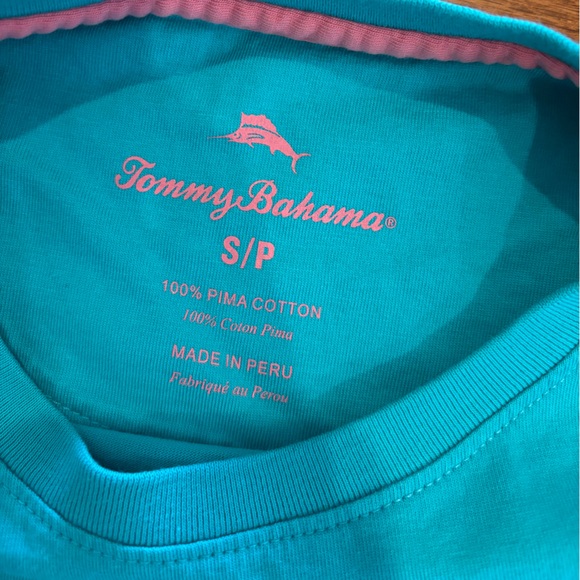 Tommy Bahama®
S/P
100% PIMA COTTON
100% Coton Pima
MADE IN PERU
Fabriqué au Perou